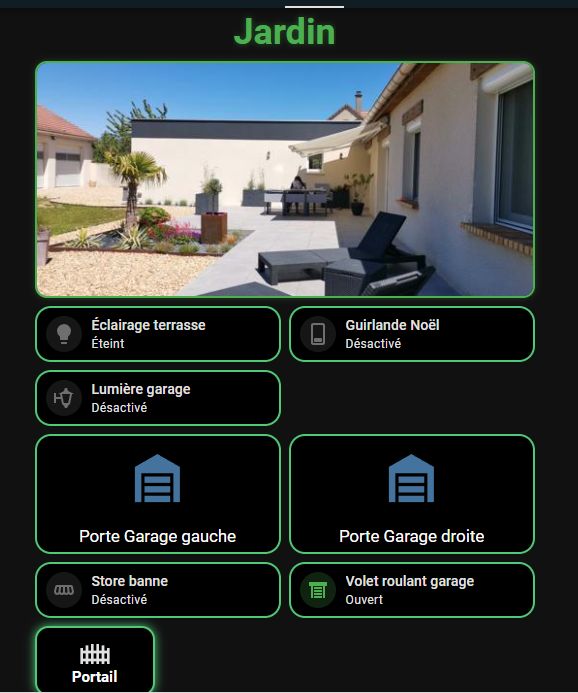 Jardin
Éclairage terrasse
Éteint
Guirlande Noël
Désactivé
Lumière garage
Désactivé
Porte Garage gauche
Porte Garage droite
Store banne
Désactivé
Volet roulant garage
Ouvert
Portail